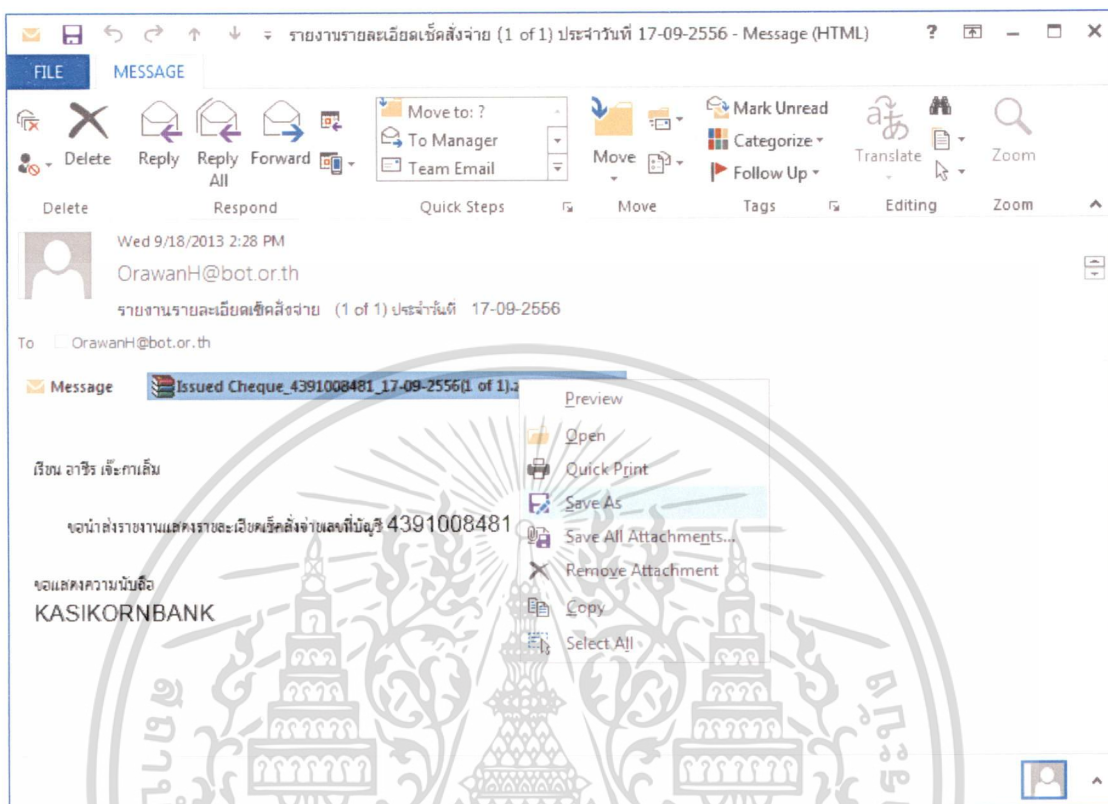 รายงานรายละเอียดเช็คสั่งจ่าย (1 of 1) ประจำวันที่ 17-09-2556 - Message (HTML)
FILE MESSAGE
Delete
Reply
Reply All
Forward
Move to: ?
To Manager
Team Email
Move
Mark Unread
Categorize
Follow Up
Translate
Zoom
Delete Respond Quick Steps Move Tags Editing Zoom
Wed 9/18/2013 2:28 PM
OrawanH@bot.or.th
รายงานรายละเอียดเช็คสั่งจ่าย (1 of 1) ประจำวันที่ 17-09-2556
To OrawanH@bot.or.th
Message Issued Cheque_4391008481_17-09-2556(1 of 1).z
Preview
Open
Quick Print
Save As
Save All Attachments...
Remove Attachment
Copy
Select All
เรียน อาซีร เจ๊ะกาเส็ม
ขอนำส่งรายงานแสดงรายละเอียดเช็คสั่งจ่ายเลขที่บัญชี 4391008481
ขอแสดงความนับถือ
KASIKORNBANK